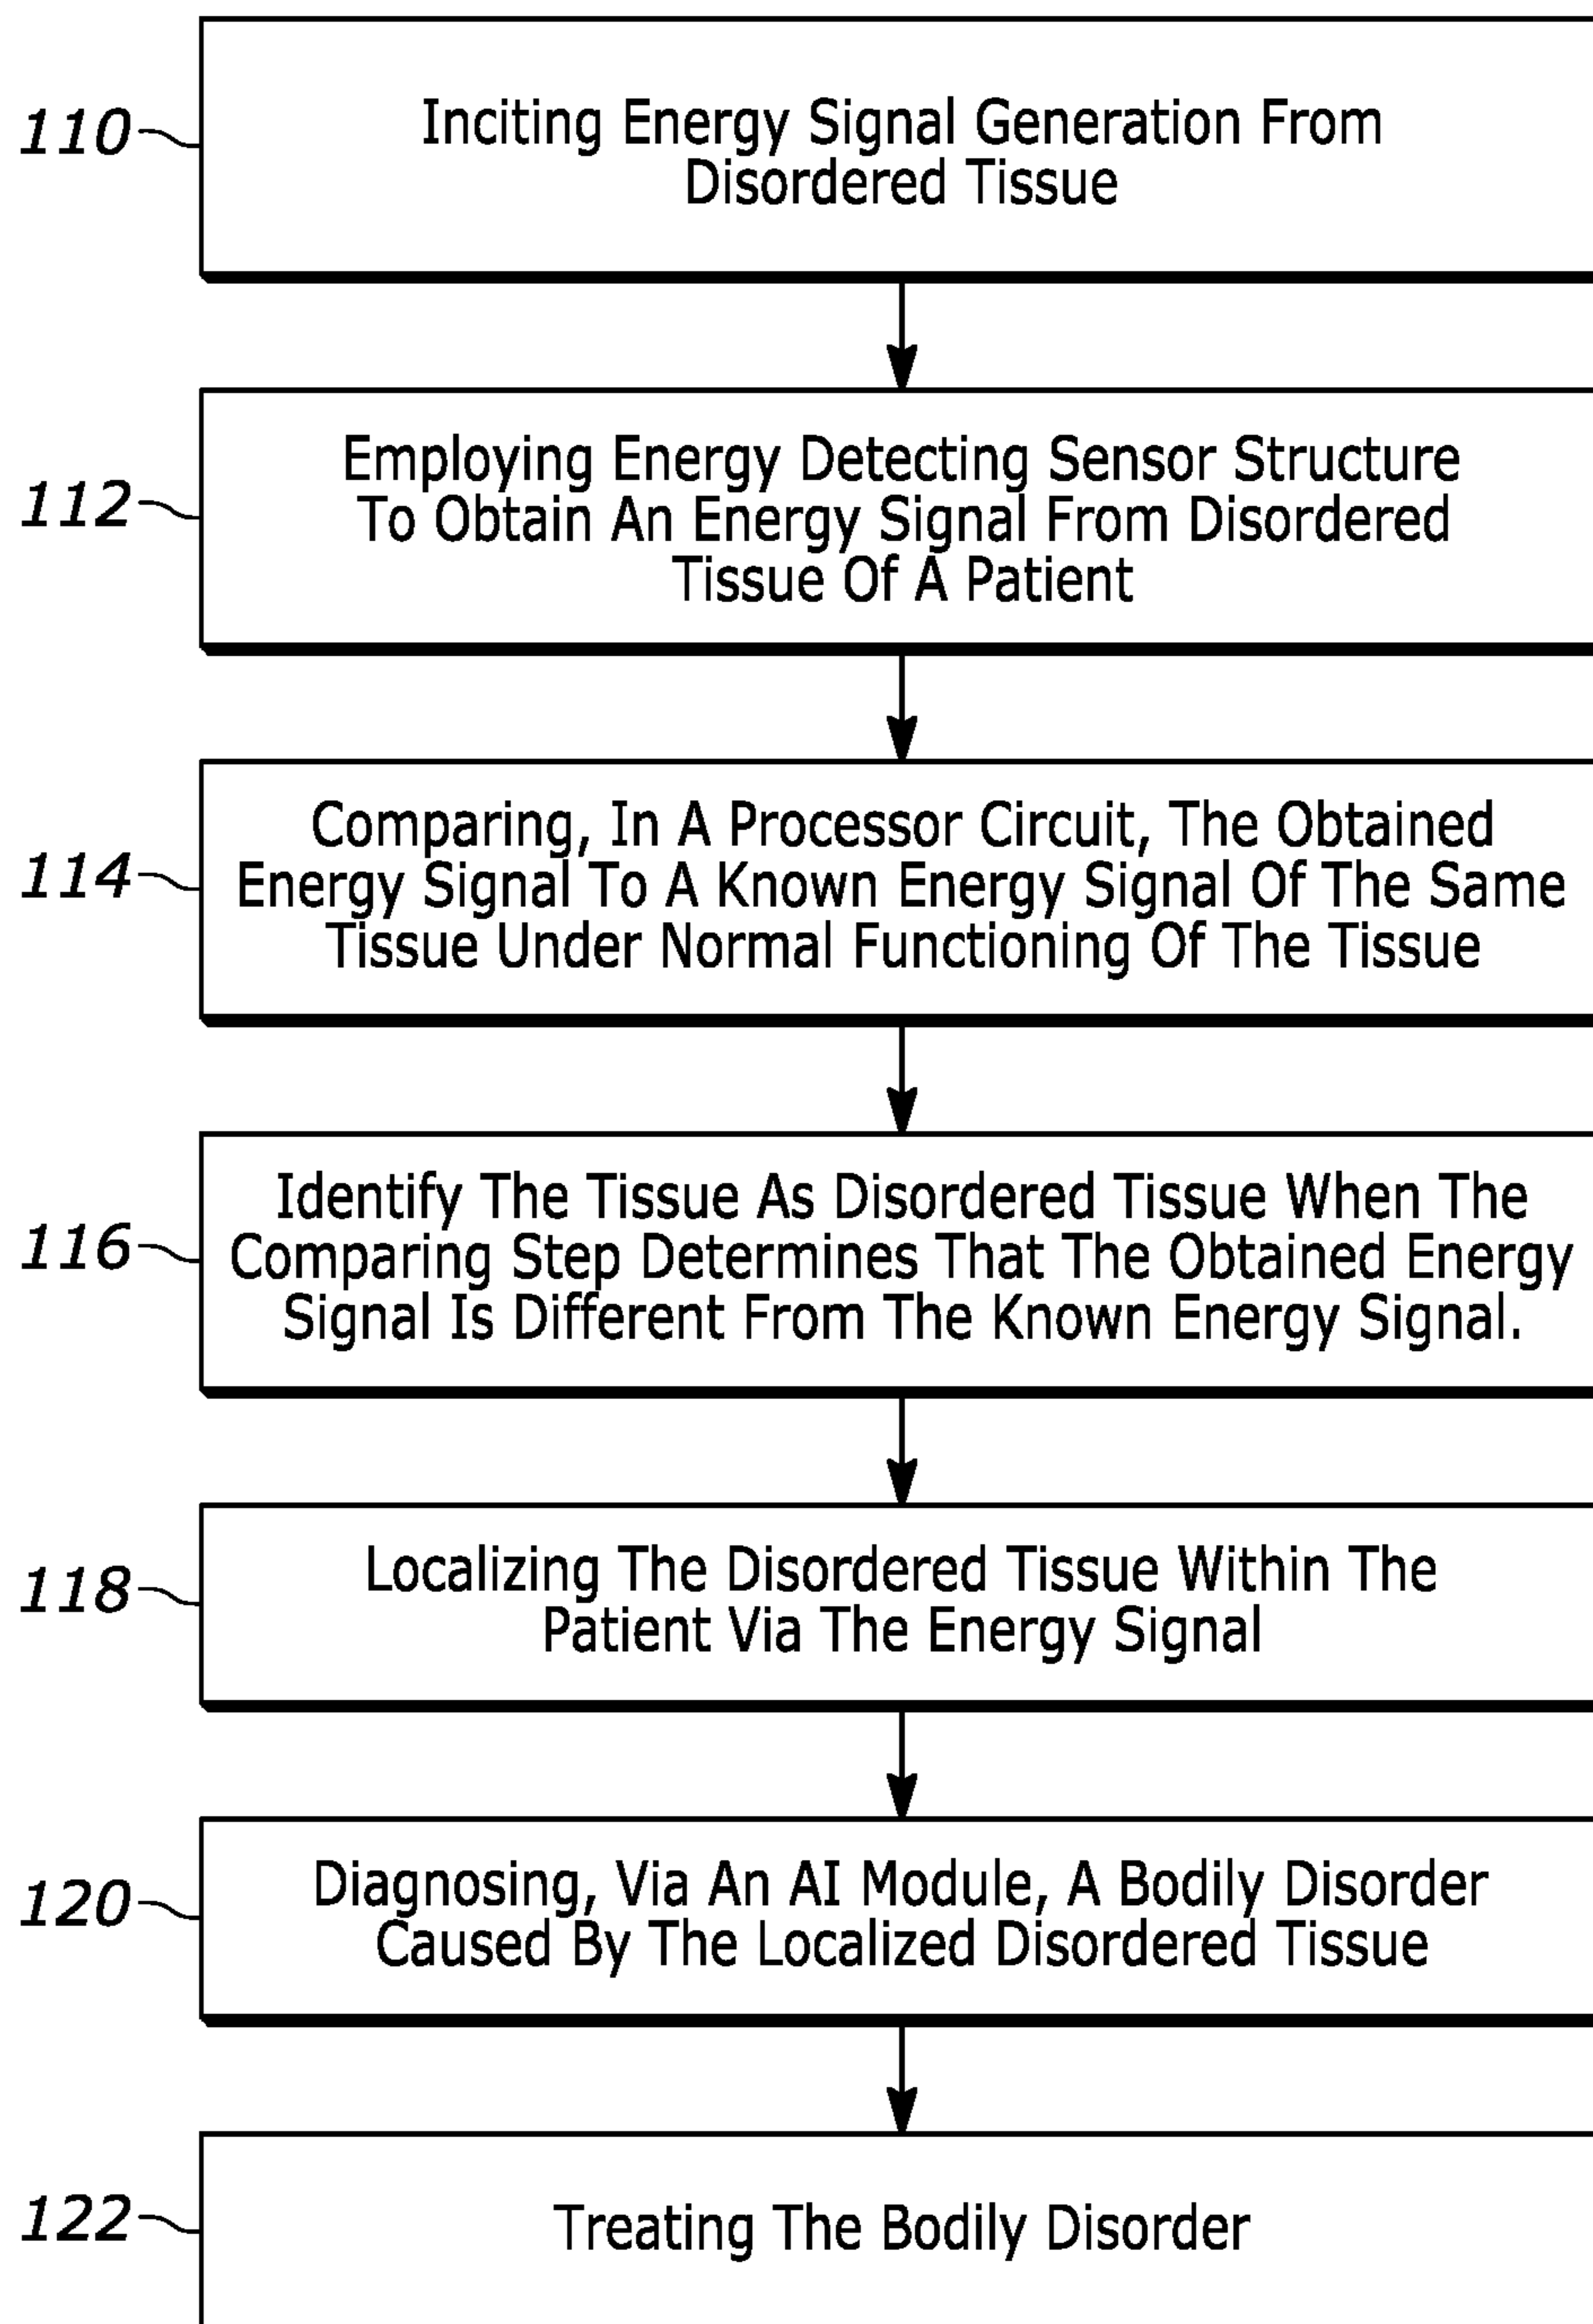 110
Inciting Energy Signal Generation From
Disordered Tissue
112
Employing Energy Detecting Sensor Structure
To Obtain An Energy Signal From Disordered
Tissue Of A Patient
114
Comparing, In A Processor Circuit, The Obtained
Energy Signal To A Known Energy Signal Of The Same
Tissue Under Normal Functioning Of The Tissue
116
Identify The Tissue As Disordered Tissue When The
Comparing Step Determines That The Obtained Energy
Signal Is Different From The Known Energy Signal.
118
Localizing The Disordered Tissue Within The
Patient Via The Energy Signal
120
Diagnosing, Via An AI Module, A Bodily Disorder
Caused By The Localized Disordered Tissue
122
Treating The Bodily Disorder